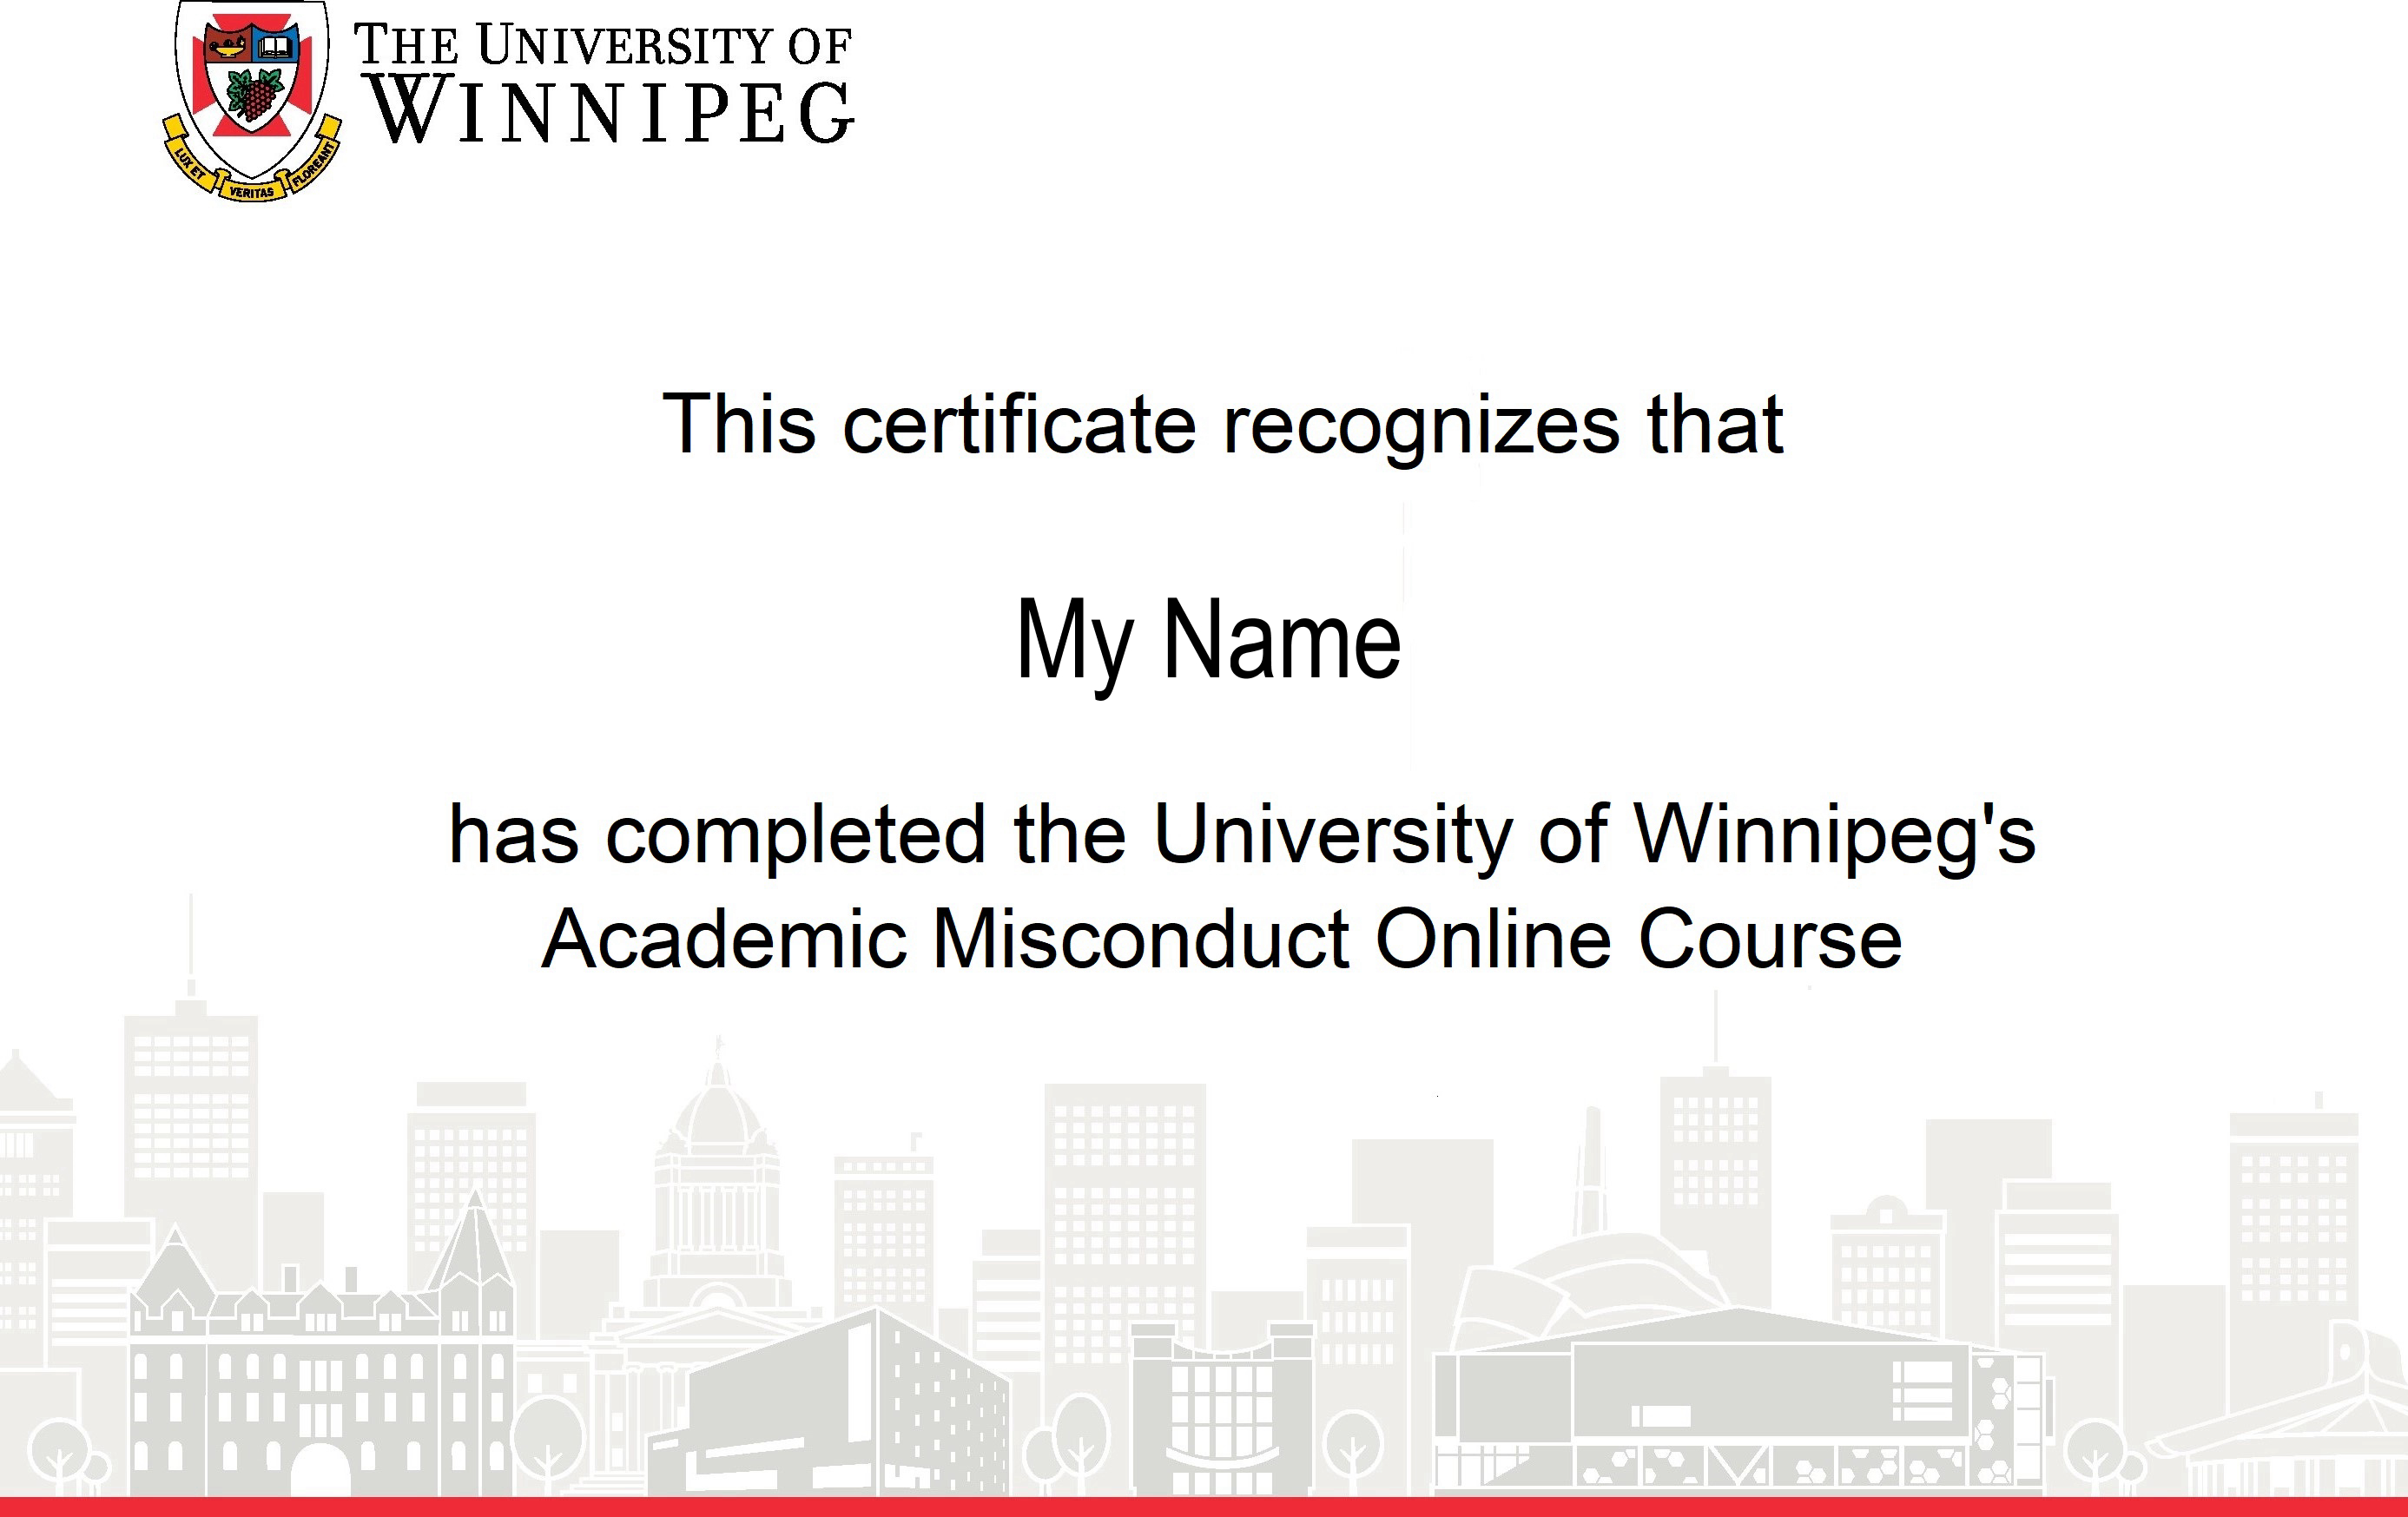 THE UNIVERSITY OF
WINNIPEG
LUX ET VERITAS FLOREANT
This certificate recognizes that
My Name
has completed the University of Winnipeg's
Academic Misconduct Online Course